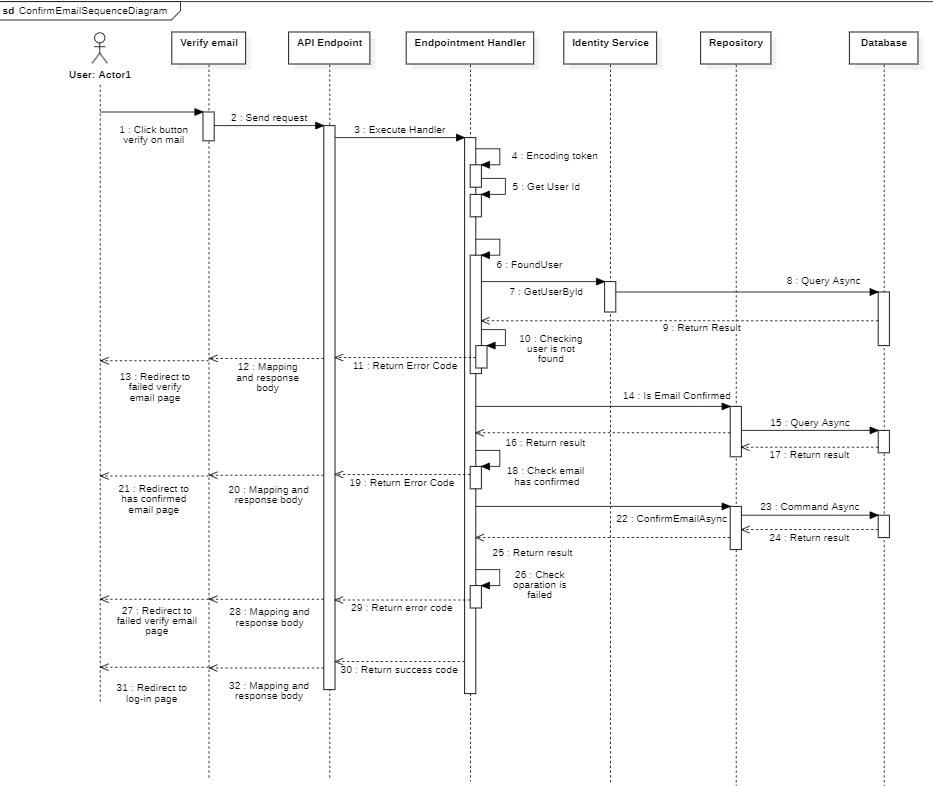 sd ConfirmEmailSequenceDiagram
Verify email
API Endpoint
Endpointment Handler
Identity Service
Repository
Database
User: Actor1
1 : Click button
verify on mail
2 : Send request
3 : Execute Handler
4 : Encoding token
5 : Get User Id
6 : FoundUser
7 : GetUserById
8 : Query Async
9 : Return Result
10 : Checking
user is not
found
11 : Return Error Code
12 : Mapping
and response
body
13 : Redirect to
failed verify
email page
14 : Is Email Confirmed
15 : Query Async
16 : Return result
17 : Return result
18 : Check email
has confirmed
19 : Return Error Code
20 : Mapping and
response body
21 : Redirect to
has confirmed
email page
22 : ConfirmEmailAsync
23 : Command Async
24 : Return result
25 : Return result
26 : Check
oparation is
failed
27 : Redirect to
failed verify email
page
28 : Mapping and
response body
29 : Return error code
30 : Return success code
31 : Redirect to
log-in page
32 : Mapping and
response body